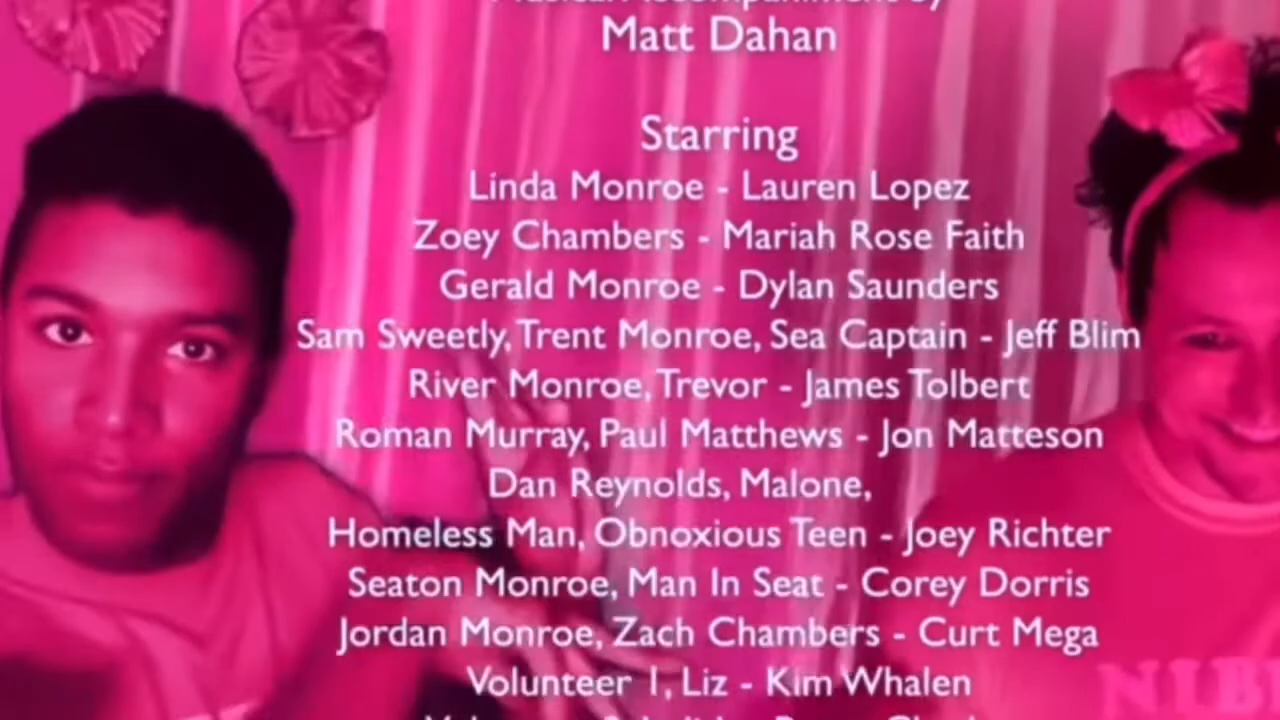 Musical Accompaniment by
Matt Dahan
Starring
Linda Monroe - Lauren Lopez
Zoey Chambers - Mariah Rose Faith
Gerald Monroe - Dylan Saunders
Sam Sweetly, Trent Monroe, Sea Captain - Jeff Blim
River Monroe, Trevor - James Tolbert
Roman Murray, Paul Matthews - Jon Matteson
Dan Reynolds, Malone,
Homeless Man, Obnoxious Teen - Joey Richter
Seaton Monroe, Man In Seat - Corey Dorris
Jordan Monroe, Zach Chambers - Curt Mega
Volunteer 1, Liz - Kim Whalen